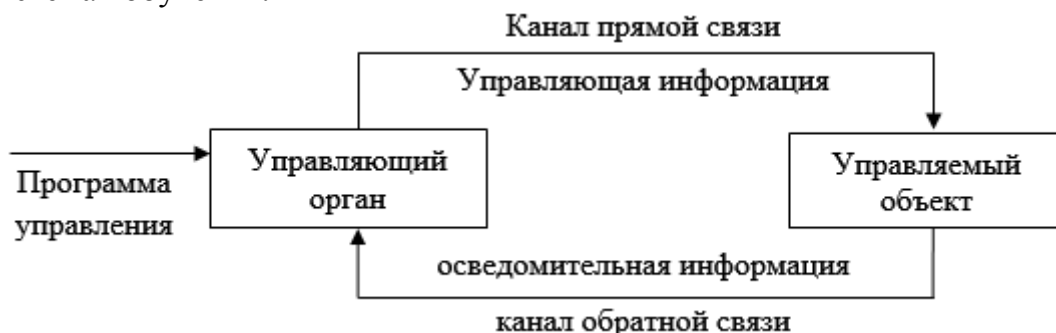 Канал прямой связи
Управляющая информация
Управляющий
орган
Управляемый
объект
Программа
управления
осведомительная информация
канал обратной связи